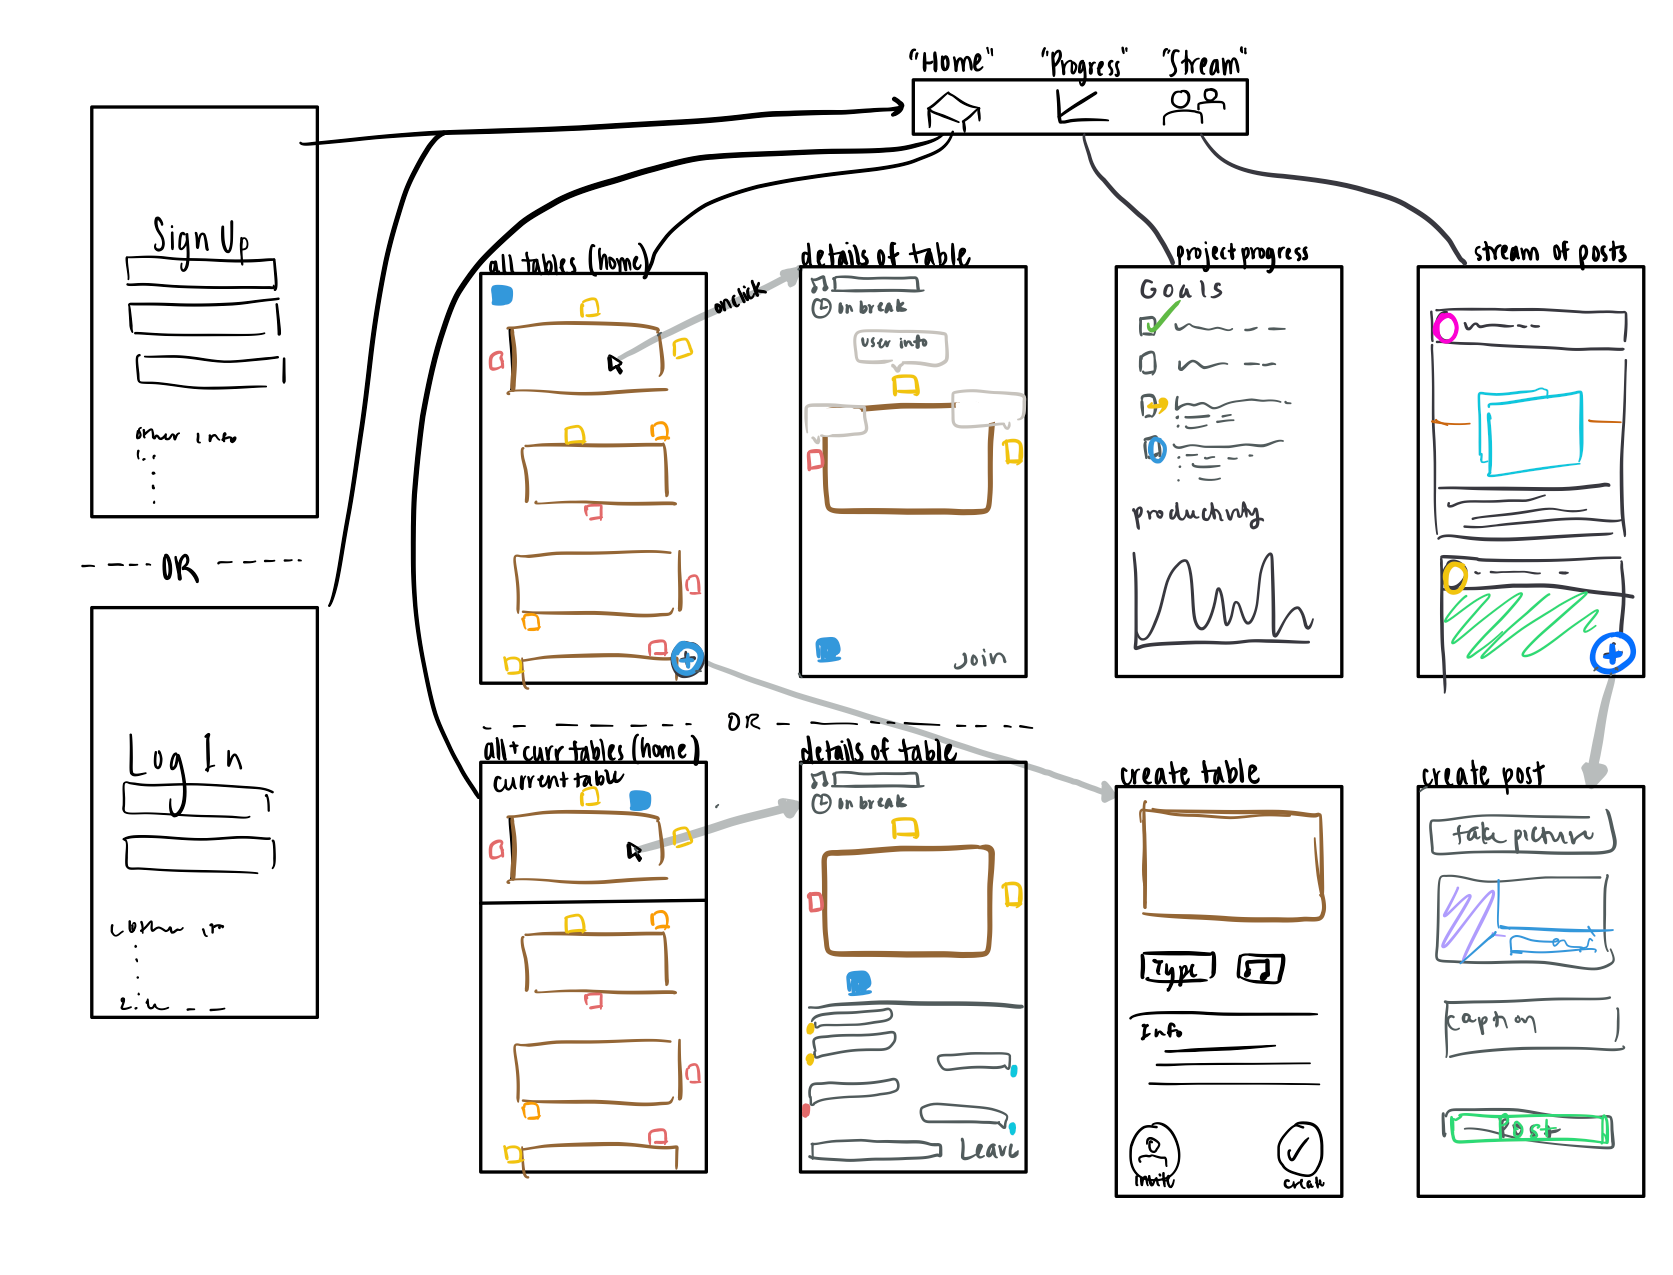 "Home" "Progress" "Stream"
Sign Up
other info
OR
Log In
all tables (home)
onclick
details of table
on break
user info
Join
project progress
Goals
productivity
stream of posts
OR
all + curr tables (home)
current table
details of table
on break
Leave
create table
Type
Info
invite
create
create post
take picture
caption
Post